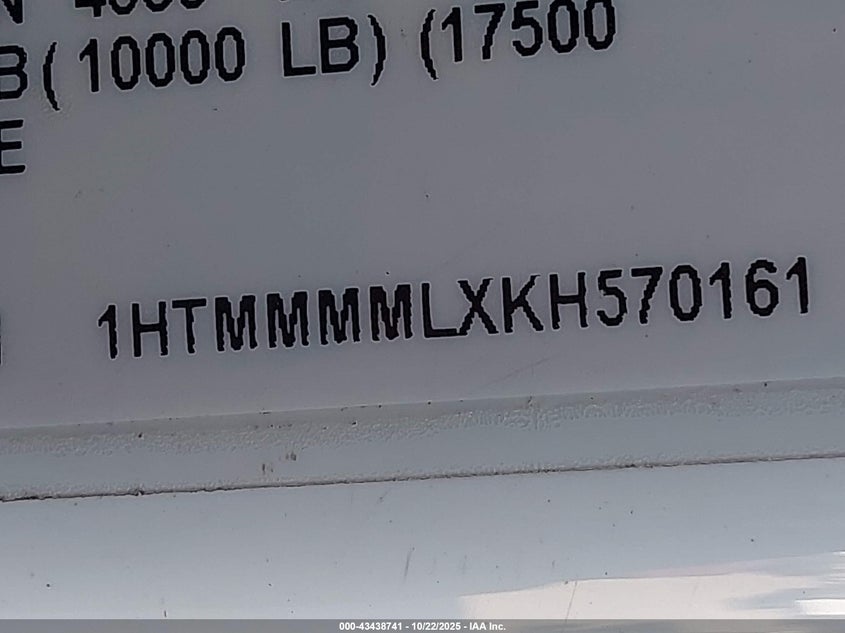 B(10000 LB) (17500
E
1HTMMMMLXKH570161
000-43438741 - 10/22/2025 - IAA Inc.